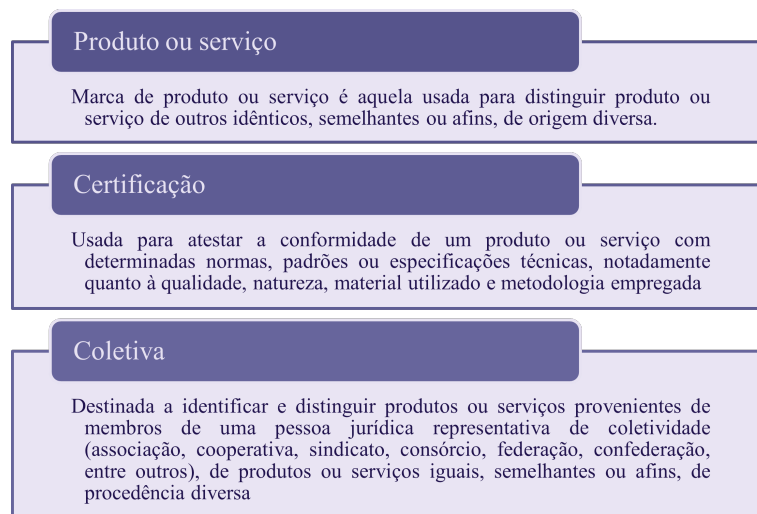 Produto ou serviço
Marca de produto ou serviço é aquela usada para distinguir produto ou
serviço de outros idênticos, semelhantes ou afins, de origem diversa.
Certificação
Usada para atestar a conformidade de um produto ou serviço com
determinadas normas, padrões ou especificações técnicas, notadamente
quanto à qualidade, natureza, material utilizado e metodologia empregada
Coletiva
Destinada a identificar e distinguir produtos ou serviços provenientes de
membros de uma pessoa jurídica representativa de coletividade
(associação, cooperativa, sindicato, consórcio, federação, confederação,
entre outros), de produtos ou serviços iguais, semelhantes ou afins, de
procedência diversa